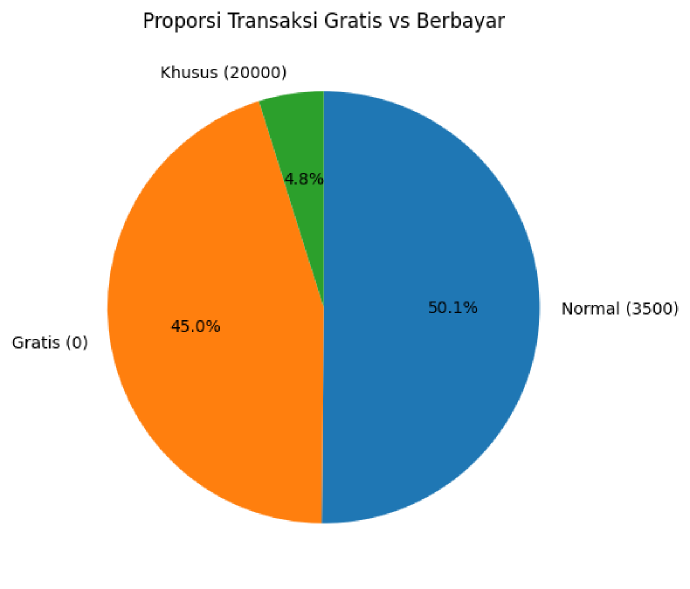 Proporsi Transaksi Gratis vs Berbayar
Khusus (20000)
4.8%
50.1%
Normal (3500)
45.0%
Gratis (0)